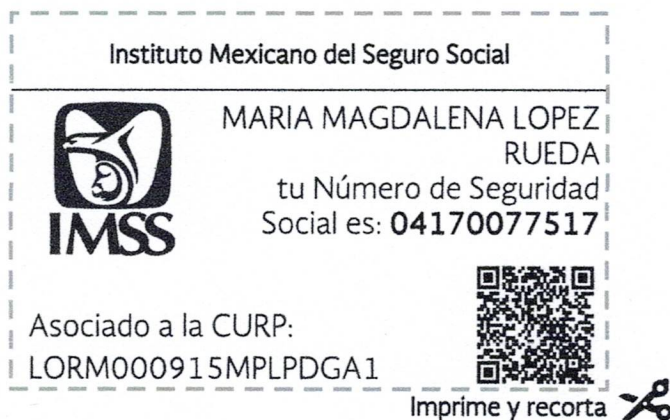 Instituto Mexicano del Seguro Social
MARIA MAGDALENA LOPEZ
RUEDA
tu Número de Seguridad
Social es: 04170077517
IMSS
Asociado a la CURP:
LORM000915MPLPDGA1
Imprime y recorta